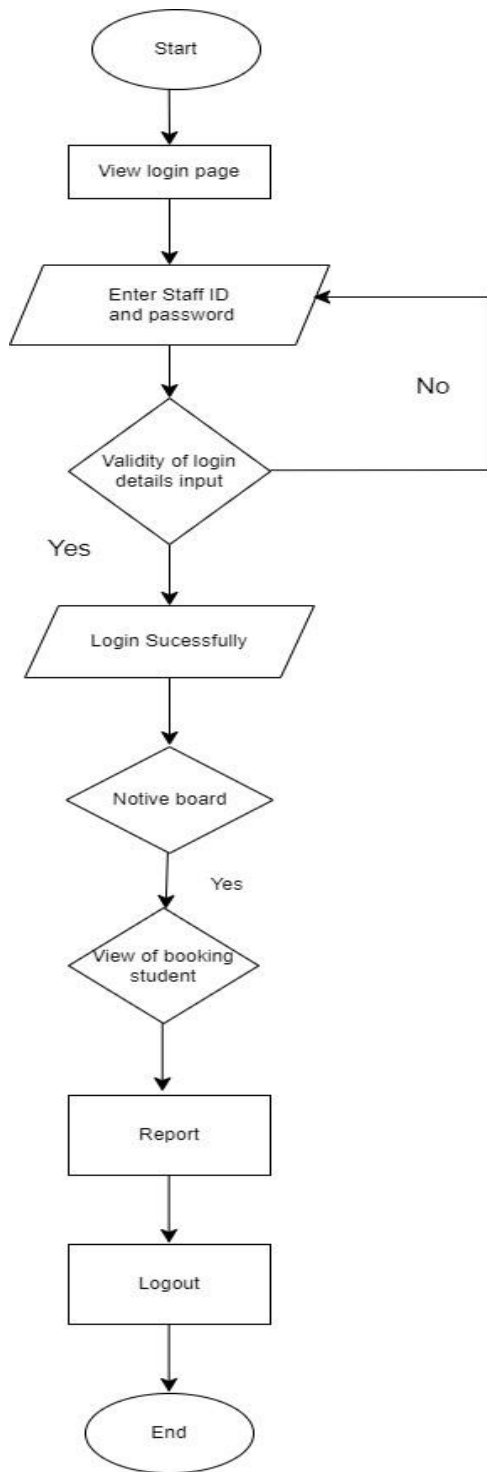 Start
View login page
Enter Staff ID
and password
No
Validity of login
details input
Yes
Login Sucessfully
Notive board
Yes
View of booking
student
Report
Logout
End